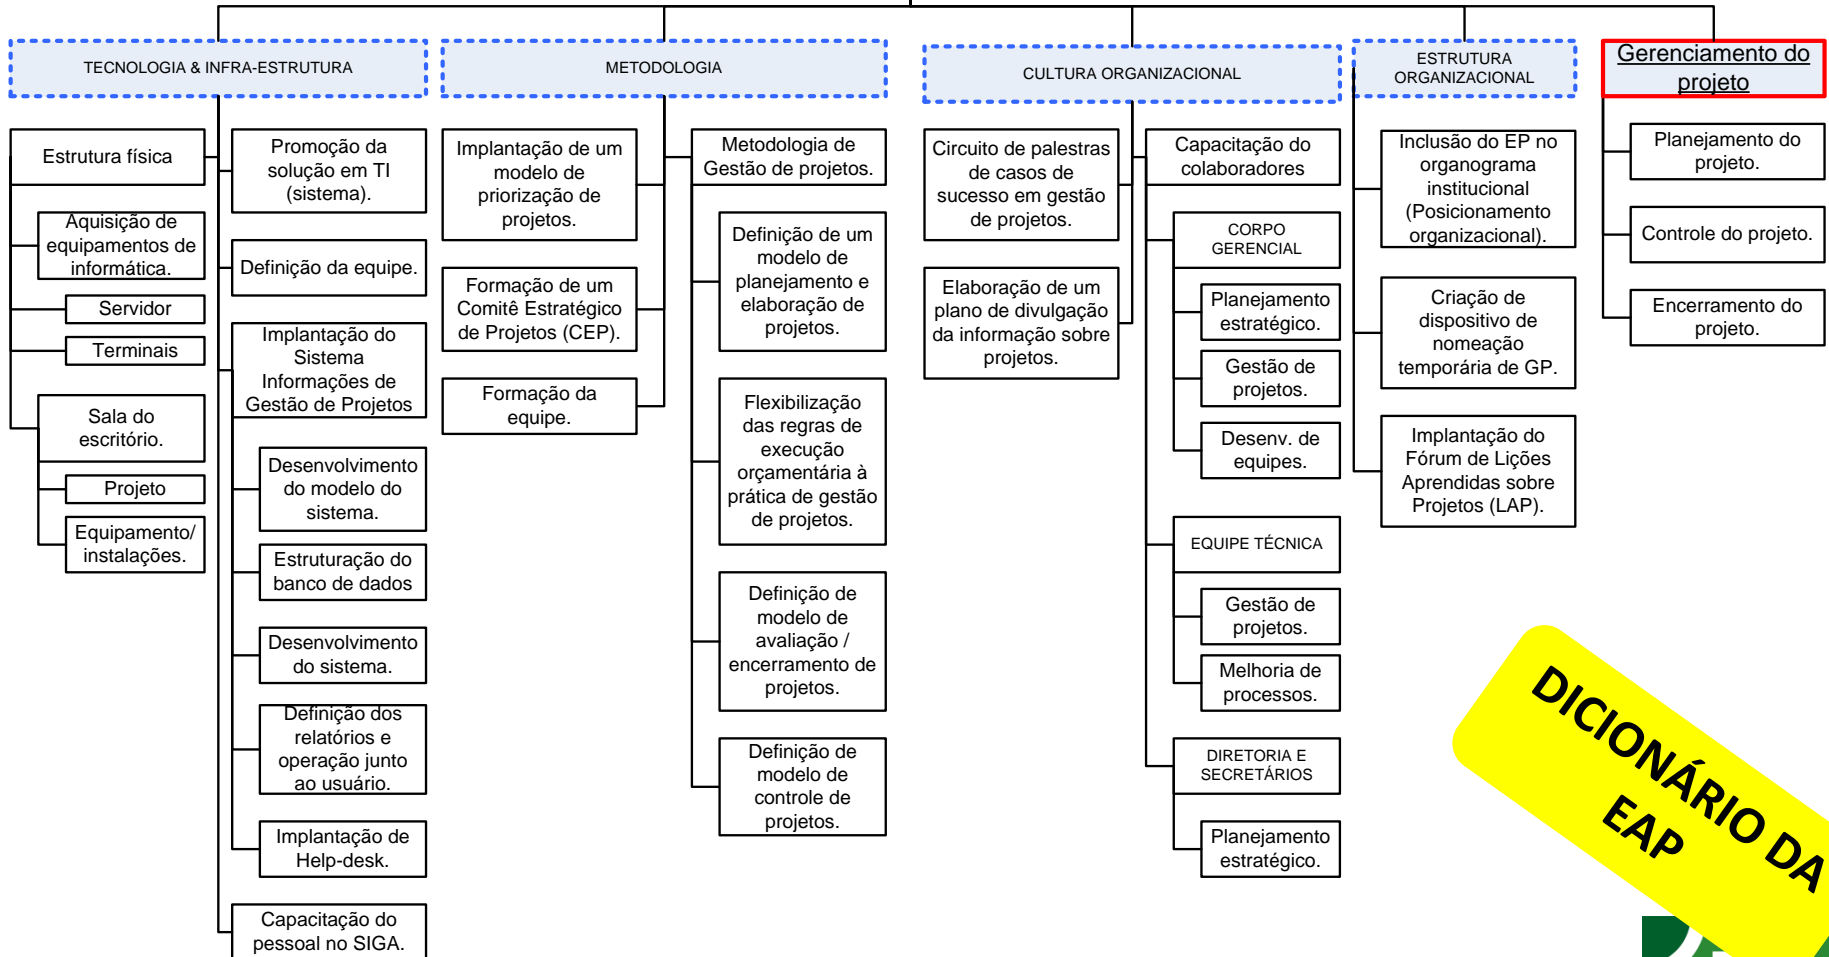 TECNOLOGIA & INFRA-ESTRUTURA
METODOLOGIA
CULTURA ORGANIZACIONAL
ESTRUTURA
ORGANIZACIONAL
Gerenciamento do
projeto
Estrutura física
Aquisição de
equipamentos de
informática.
Servidor
Terminais
Sala do
escritório.
Projeto
Equipamento/
instalações.
Promoção da
solução em TI
(sistema).
Definição da equipe.
Implantação do
Sistema
Informações de
Gestão de Projetos
Desenvolvimento
do modelo do
sistema.
Estruturação do
banco de dados
Desenvolvimento
do sistema.
Definição dos
relatórios e
operação junto
ao usuário.
Implantação de
Help-desk.
Capacitação do
pessoal no SIGA.
Implantação de um
modelo de
priorização de
projetos.
Formação de um
Comitê Estratégico
de Projetos (CEP).
Formação da
equipe.
Metodologia de
Gestão de projetos.
Definição de um
modelo de
planejamento e
elaboração de
projetos.
Flexibilização
das regras de
execução
orçamentária à
prática de gestão
de projetos.
Definição de
modelo de
avaliação /
encerramento de
projetos.
Definição de
modelo de
controle de
projetos.
Circuito de palestras
de casos de
sucesso em gestão
de projetos.
Elaboração de um
plano de divulgação
da informação sobre
projetos.
Capacitação do
colaboradores
CORPO
GERENCIAL
Planejamento
estratégico.
Gestão de
projetos.
Desenv. de
equipes.
EQUIPE TÉCNICA
Gestão de
projetos.
Melhoria de
processos.
DIRETORIA E
SECRETÁRIOS
Planejamento
estratégico.
Inclusão do EP no
organograma
institucional
(Posicionamento
organizacional).
Criação de
dispositivo de
nomeação
temporária de GP.
Implantação do
Fórum de Lições
Aprendidas sobre
Projetos (LAP).
Planejamento do
projeto.
Controle do projeto.
Encerramento do
projeto.
DICIONÁRIO DA
EAP